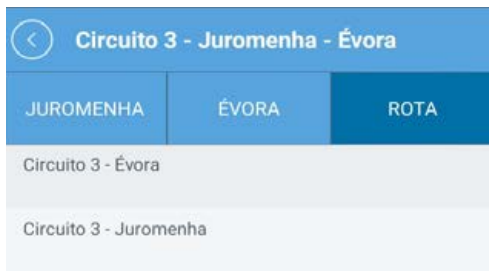 Circuito 3 - Juromenha - Évora
JUROMENHA ÉVORA ROTA
Circuito 3 - Évora
Circuito 3 - Juromenha